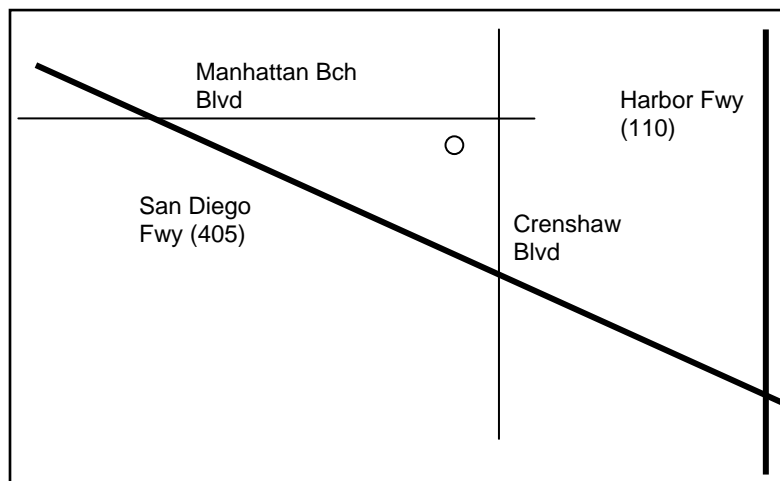 Manhattan Bch
Blvd
Harbor Fwy
(110)
San Diego
Fwy (405)
Crenshaw
Blvd